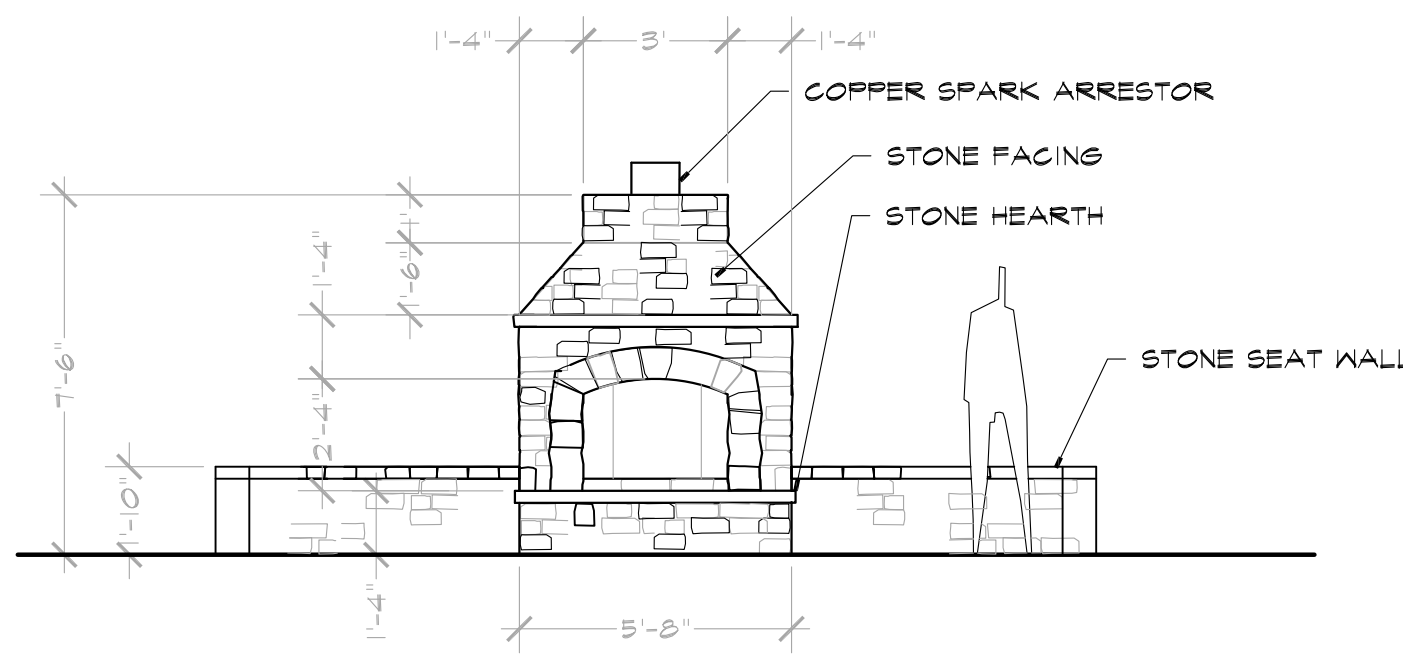 1'-4" 3' 1'-4"
COPPER SPARK ARRESTOR
STONE FACING
STONE HEARTH
1'
1'-4"
1'-6"
STONE SEAT WALL
7'-6"
2'-4"
1'-10"
1'-4"
5'-8"